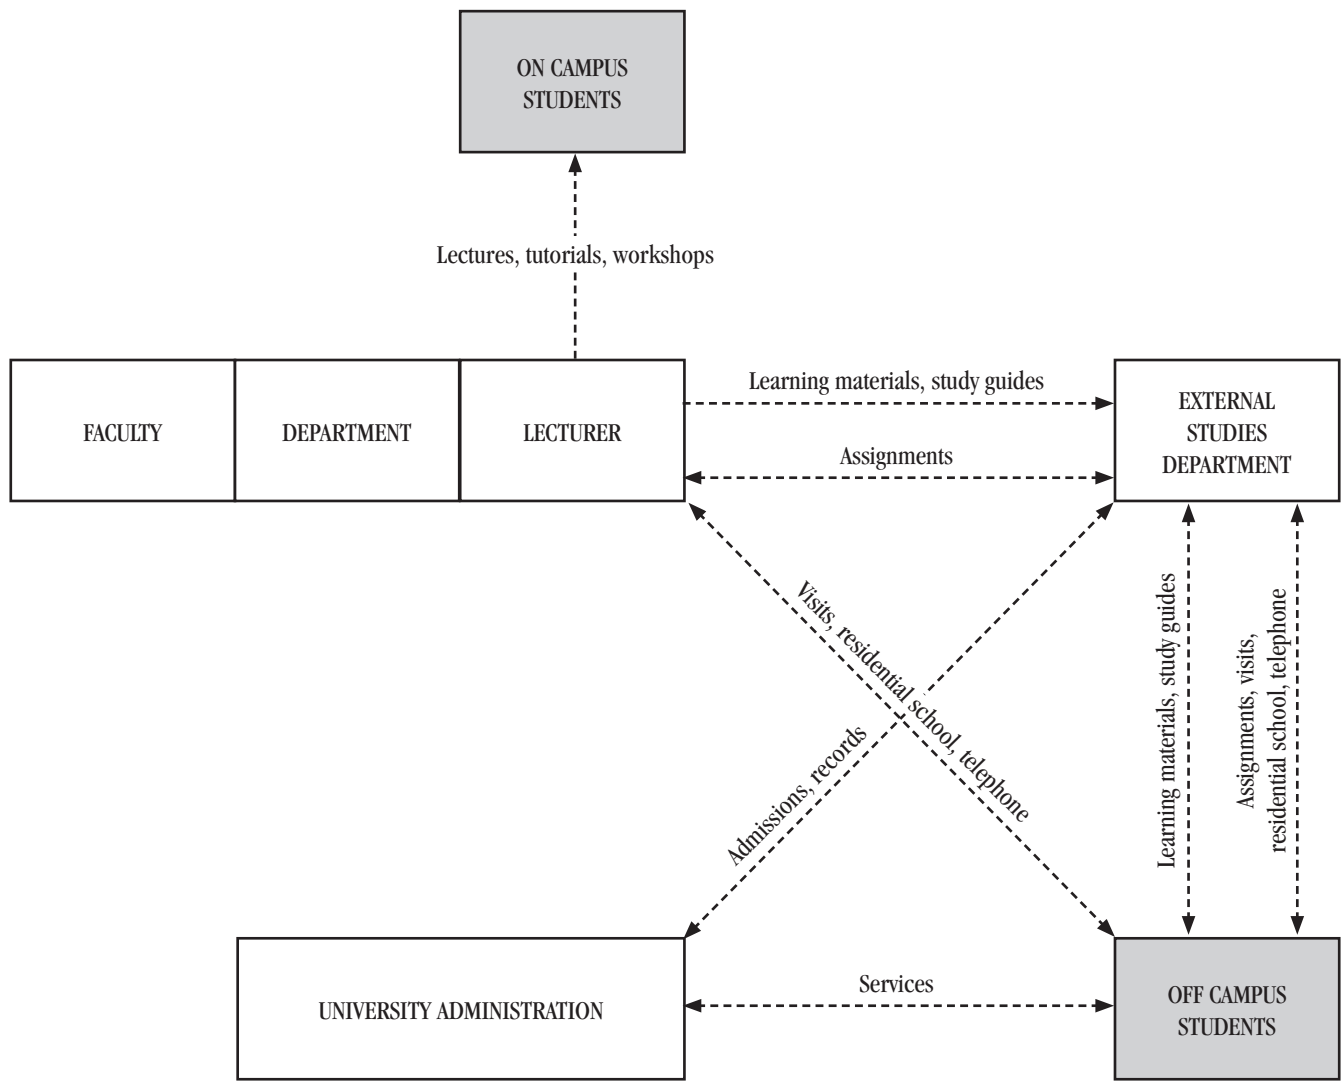 ON CAMPUS
STUDENTS
Lectures, tutorials, workshops
FACULTY
DEPARTMENT
LECTURER
Learning materials, study guides
Assignments
EXTERNAL
STUDIES
DEPARTMENT
Visits, residential school, telephone
Admissions, records
Learning materials, study guides
Assignments, visits,
residential school, telephone
UNIVERSITY ADMINISTRATION
Services
OFF CAMPUS
STUDENTS